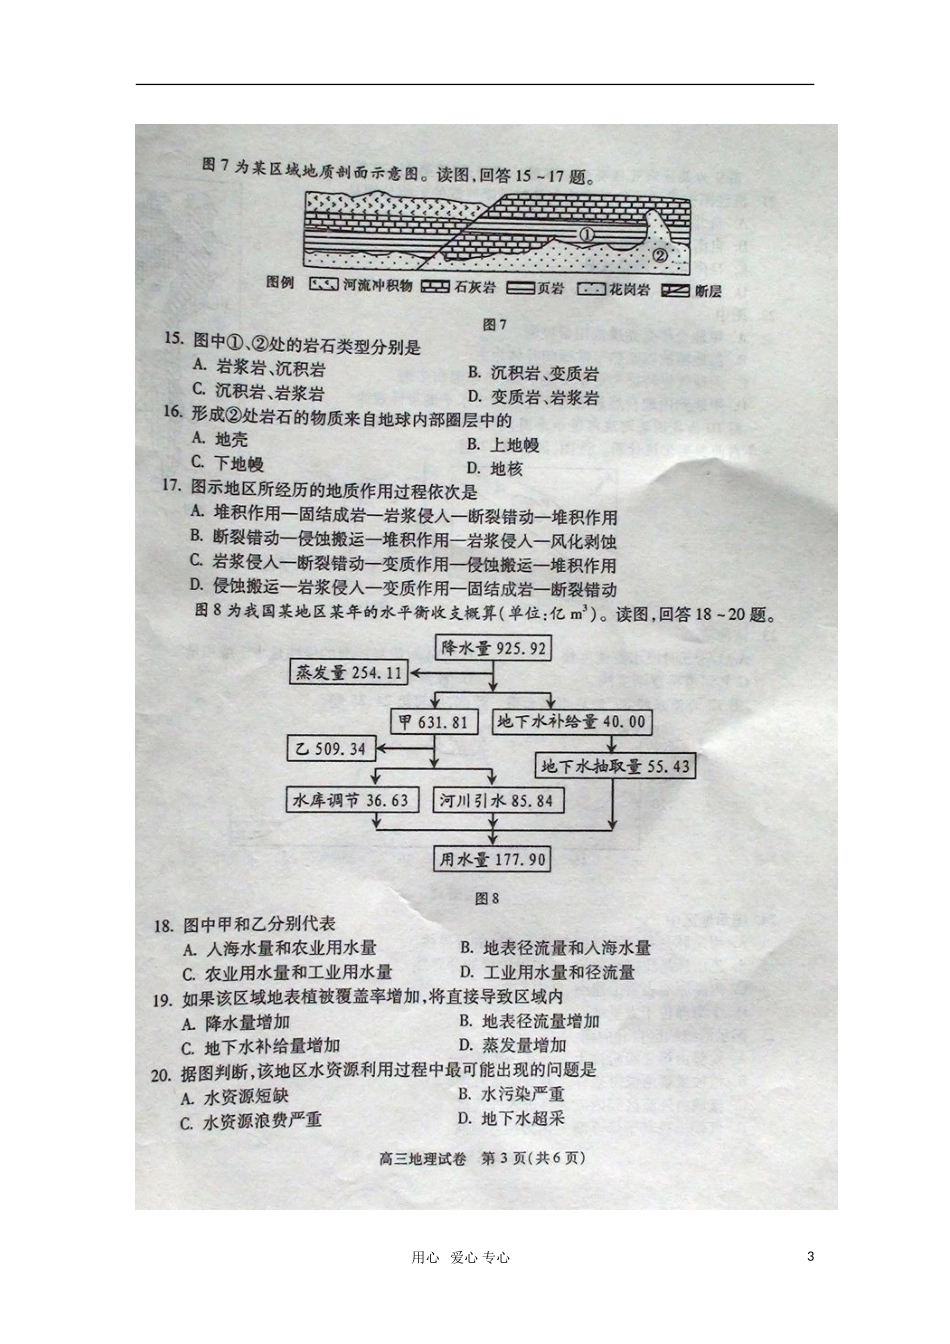 图7为某区域地质剖面示意图。读图,回答15~17题。
①
②
图例 河流冲积物 石灰岩 页岩 花岗岩 断层
图7
15. 图中①、②处的岩石类型分别是
A. 岩浆岩、沉积岩 B. 沉积岩、变质岩
C. 沉积岩、岩浆岩 D. 变质岩、岩浆岩
16. 形成②处岩石的物质来自地球内部圈层中的
A. 地壳 B. 上地幔
C. 下地幔 D. 地核
17. 图示地区所经历的地质作用过程依次是
A. 堆积作用—固结成岩—岩浆侵入—断裂错动—堆积作用
B. 断裂错动—侵蚀搬运—堆积作用—岩浆侵入—风化剥蚀
C. 岩浆侵入—断裂错动—变质作用—侵蚀搬运—堆积作用
D. 侵蚀搬运—岩浆侵入—变质作用—固结成岩—断裂错动
图8为我国某地区某年的水平衡收支概算(单位:亿m³)。读图,回答18~20题。
降水量925.92
蒸发量254.11
甲631.81 地下水补给量40.00
乙509.34
地下水抽取量55.43
水库调节36.63 河川引水85.84
用水量177.90
图8
18. 图中甲和乙分别代表
A. 入海水量和农业用水量 B. 地表径流量和入海水量
C. 农业用水量和工业用水量 D. 工业用水量和径流量
19. 如果该区域地表植被覆盖率增加,将直接导致区域内
A. 降水量增加 B. 地表径流量增加
C. 地下水补给量增加 D. 蒸发量增加
20. 据图判断,该地区水资源利用过程中最可能出现的问题是
A. 水资源短缺 B. 水污染严重
C. 水资源浪费严重 D. 地下水超采
高三地理试卷 第3页(共6页)
用心 爱心 专心 3